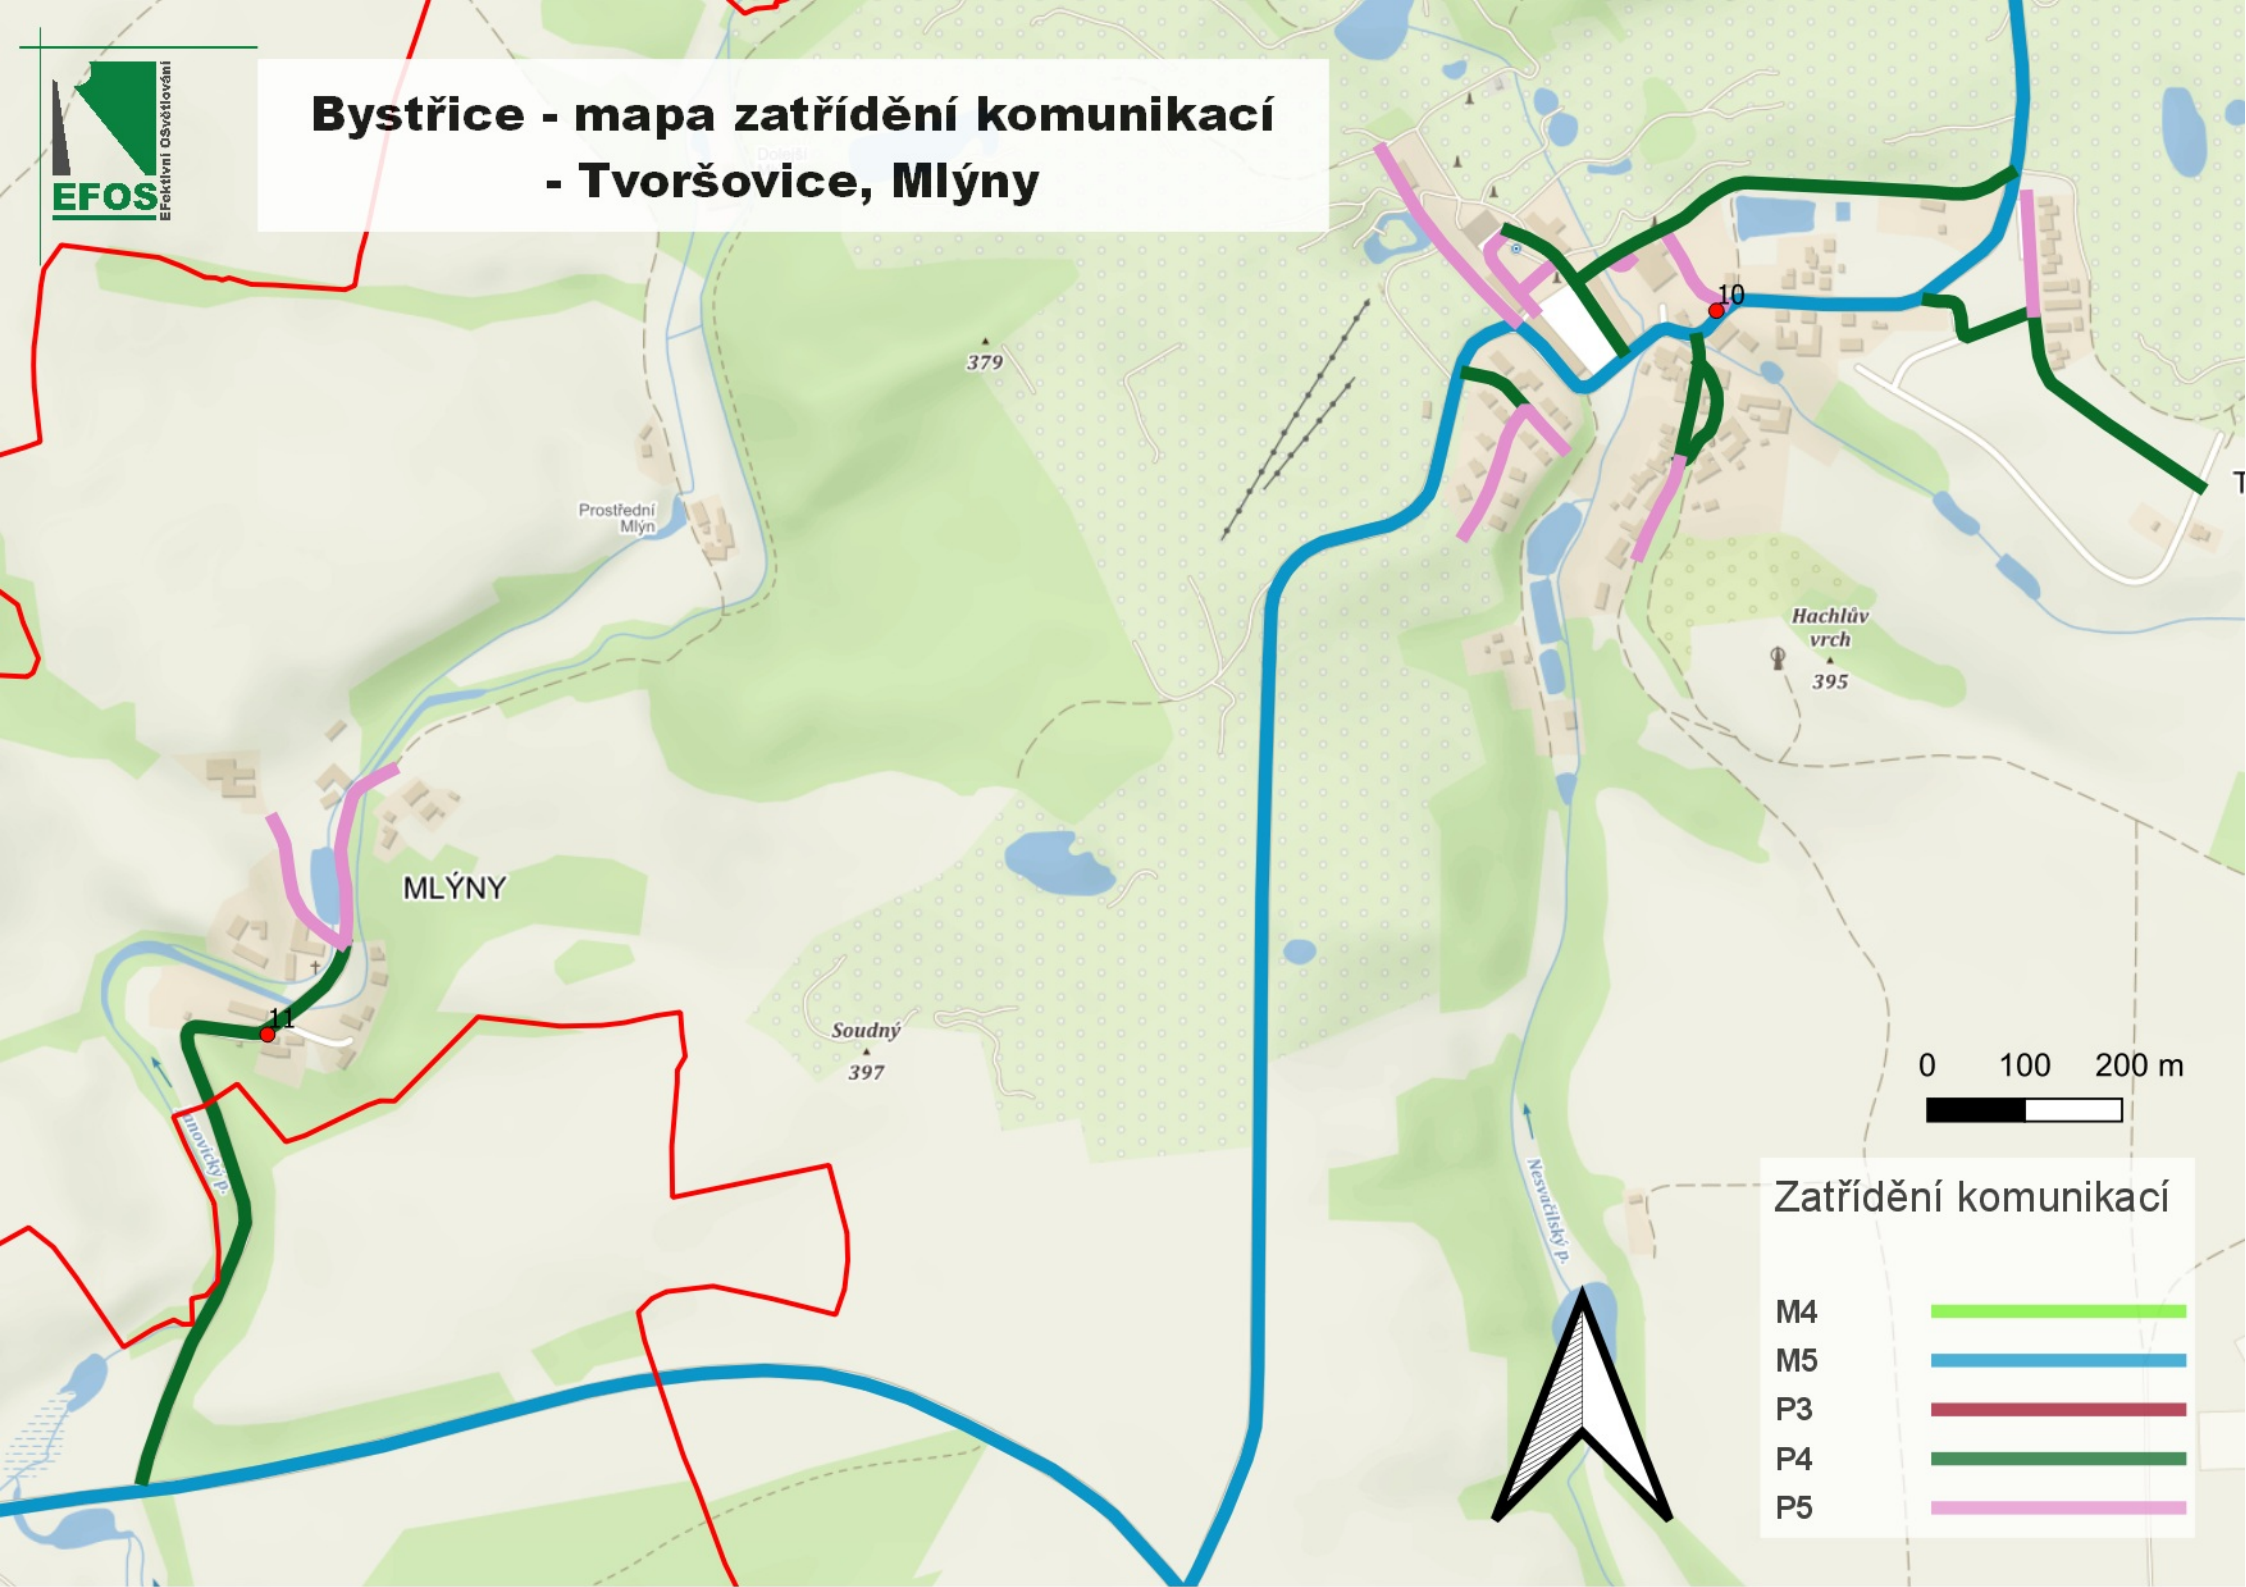 EFOS
EFektivní OSvětlování
Bystřice - mapa zatřídění komunikací
- Tvoršovice, Mlýny
10
379
Prostřední
Mlýn
Hachlův
vrch
395
MLÝNY
11
Soudný
397
0 100 200 m
Nesvačilský p.
Zatřídění komunikací
M4
M5
P3
P4
P5